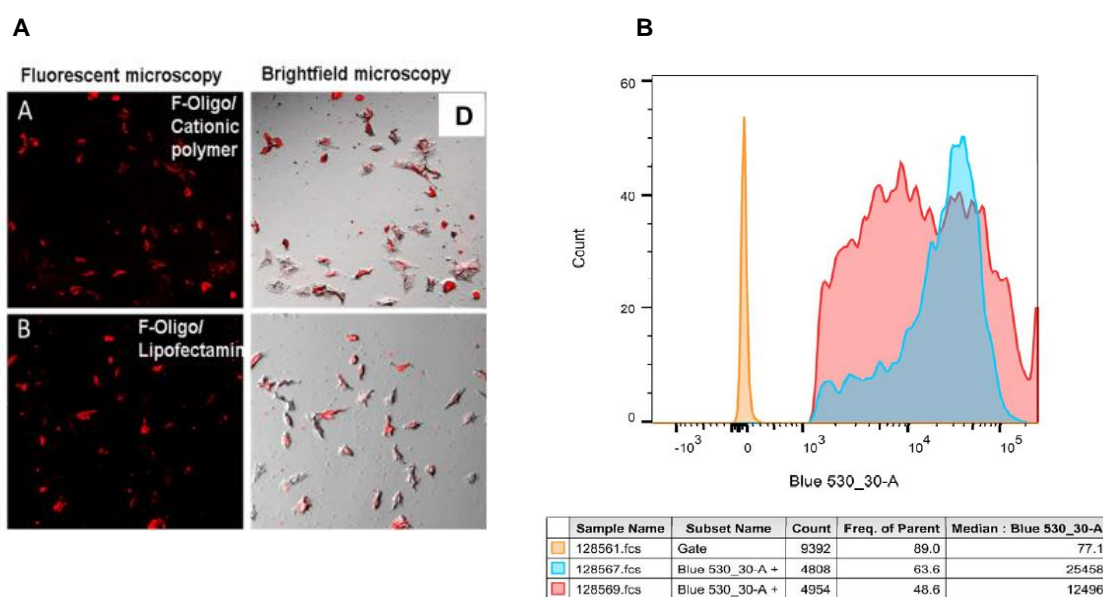 A
B
Fluorescent microscopy
Brightfield microscopy
A
F-Oligo/
Cationic
polymer
D
B
F-Oligo/
Lipofectamin
60
40
20
0
Count
-10³
0
10³
10⁴
10⁵
Blue 530_30-A
Sample Name Subset Name Count Freq. of Parent Median : Blue 530_30-A
128561.fcs Gate 9392 89.0 77.1
128567.fcs Blue 530_30-A + 4808 63.6 25458
128569.fcs Blue 530_30-A + 4954 48.6 12496